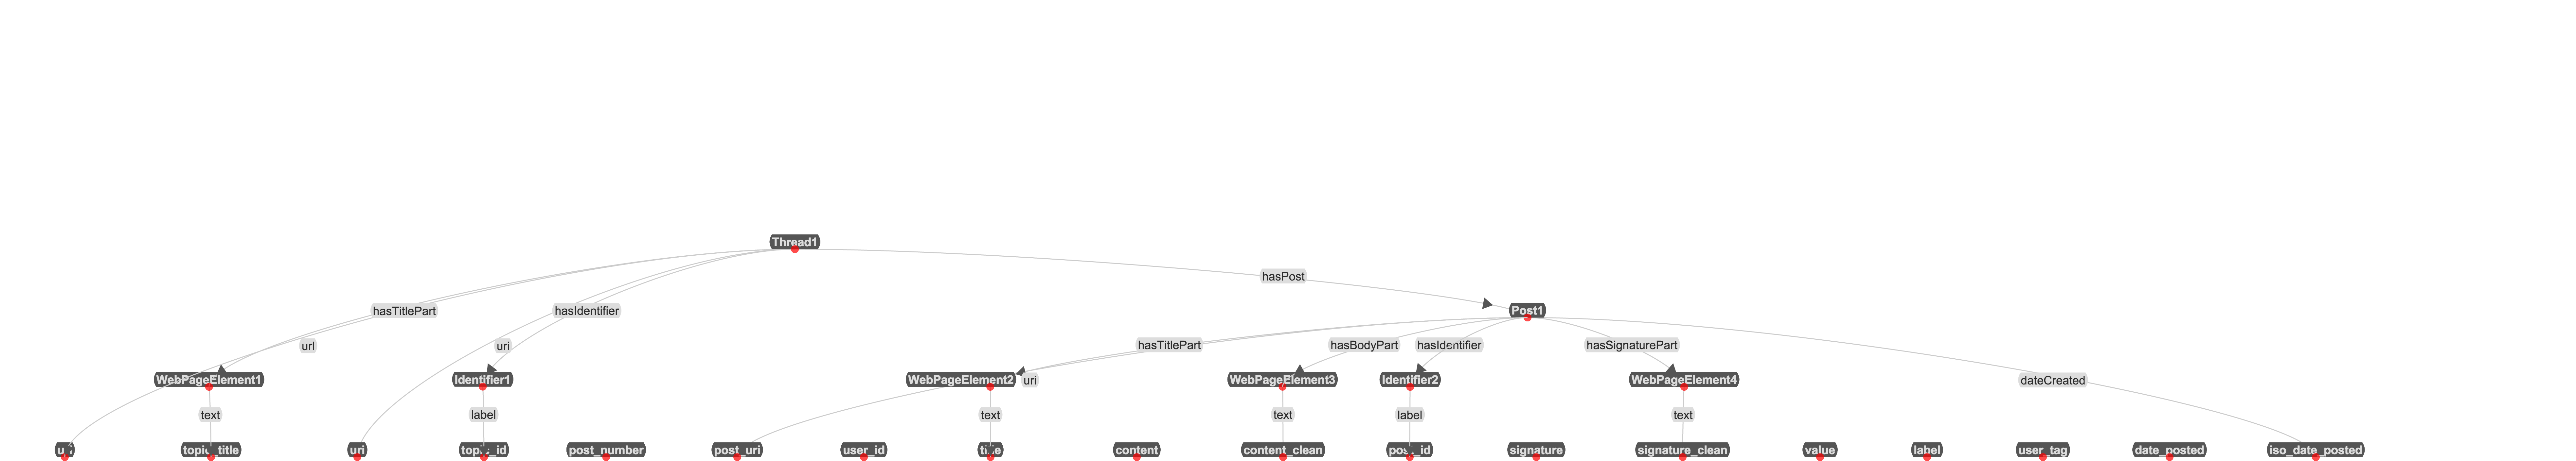 Thread1
hasPost
hasTitlePart
hasIdentifier
Post1
url
uri
hasTitlePart
hasBodyPart
hasIdentifier
hasSignaturePart
WebPageElement1
Identifier1
WebPageElement2
uri
WebPageElement3
Identifier2
WebPageElement4
dateCreated
text
label
text
text
label
text
url
topic_title
uri
topic_id
post_number
post_uri
user_id
title
content
content_clean
post_id
signature
signature_clean
value
label
user_tag
date_posted
iso_date_posted